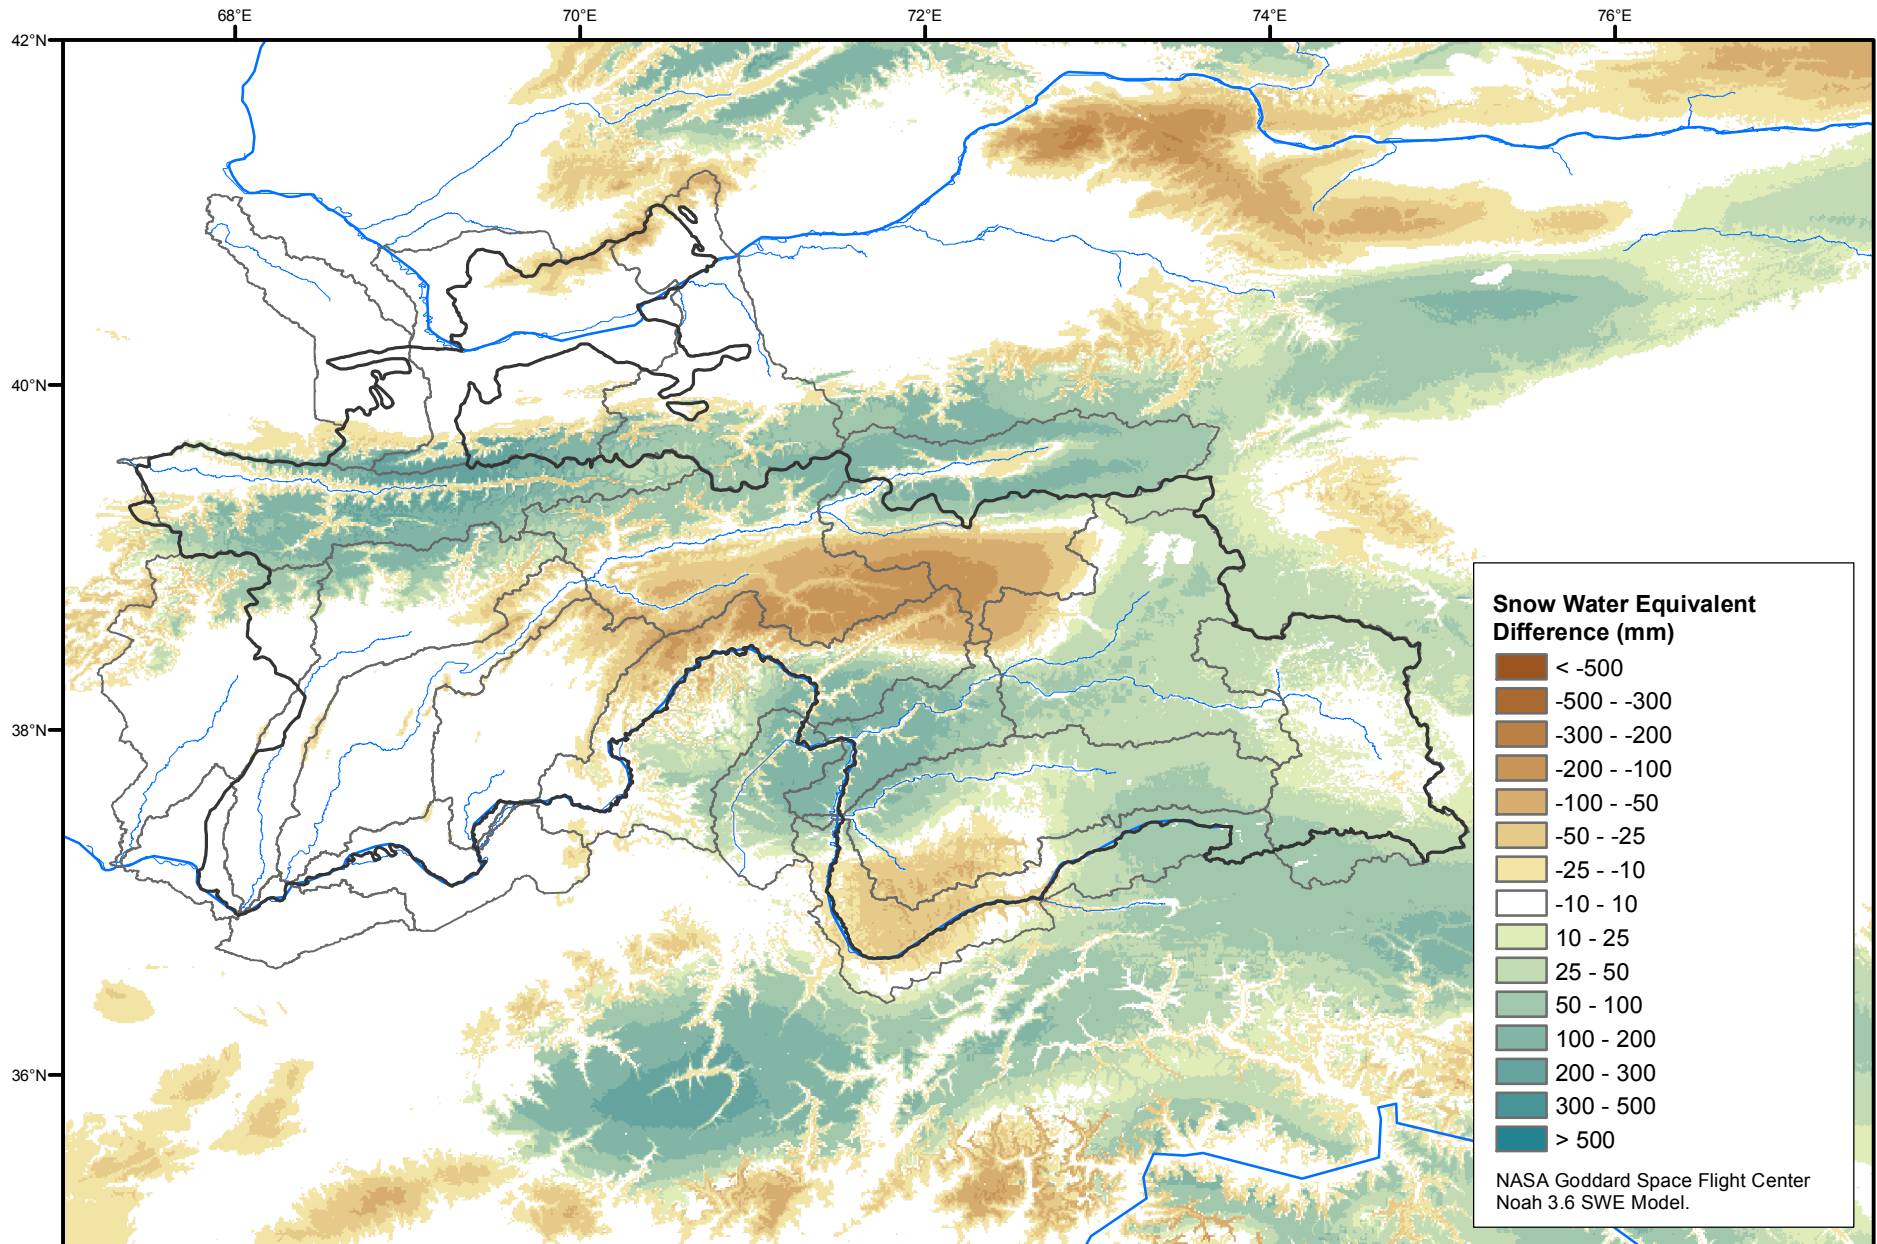 68°E 70°E 72°E 74°E 76°E
42°N
40°N
38°N
36°N
Snow Water Equivalent
Difference (mm)
< -500
-500 - -300
-300 - -200
-200 - -100
-100 - -50
-50 - -25
-25 - -10
-10 - 10
10 - 25
25 - 50
50 - 100
100 - 200
200 - 300
300 - 500
> 500
NASA Goddard Space Flight Center
Noah 3.6 SWE Model.